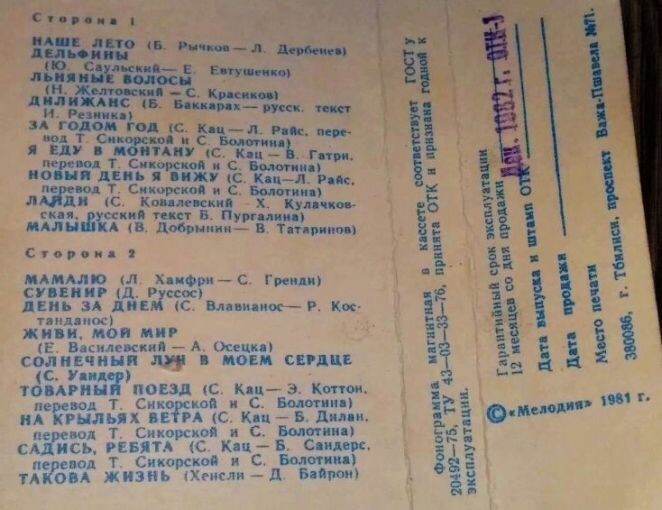 Сторона 1
НАШЕ ЛЕТО (Б. Рычков — Л. Дербенев)
ДЕЛЬФИНЫ
(Ю. Саульский — Е. Евтушенко)
ЛЬНЯНЫЕ ВОЛОСЫ
(Н. Желтовский — С. Красиков)
ДИЛИЖАНС (Б. Баккарах — русск. текст
И. Резника)
ЗА ГОДОМ ГОД (С. Кац — Л. Райс, пере-
вод Т. Сикорской и С. Болотина)
Я ЕДУ В МОНТАНУ (С. Кац — В. Гатри,
перевод Т. Сикорской и С. Болотина)
НОВЫЙ ДЕНЬ Я ВИЖУ (С. Кац — Л. Райс,
перевод Т. Сикорской и С. Болотина)
ЛАЙДИ (С. Ковалевский — Х. Кулачков-
ская, русский текст Б. Пургалина)
МАЛЫШКА (В. Добрынин — В. Татаринов)
Сторона 2
МАМАЛЮ (Л. Хамфри — С. Гренди)
СУВЕНИР (Д. Руссос)
ДЕНЬ ЗА ДНЕМ (С. Влавианос — Р. Кос-
танданос)
ЖИВИ, МОЙ МИР
(Е. Василевский — А. Осецка)
СОЛНЕЧНЫЙ ЛУЧ В МОЕМ СЕРДЦЕ
(С. Уандер)
ТОВАРНЫЙ ПОЕЗД (С. Кац — Э. Коттон,
перевод Т. Сикорской и С. Болотина)
НА КРЫЛЬЯХ ВЕТРА (С. Кац — Б. Дилан,
перевод Т. Сикорской и С. Болотина)
САДИСЬ, РЕБЯТА (С. Кац — Б. Сандерс,
перевод Т. Сикорской и С. Болотина)
ТАКОВА ЖИЗНЬ (Хенсли — Д. Байрон)
Фонограмма магнитная в кассете соответствует ГОСТ у
20492—75, ТУ 43—03—33—76, принята ОТК и признана годной к
эксплуатации.
Гарантийный срок эксплуатации
12 месяцев со дня продажи
Дата выпуска и штамп ОТК
1982 г. ОТК-1
Дата продажи
Место печати
380086, г. Тбилиси, проспект Важа-Пшавела №71.
© «Мелодия» 1981 г.